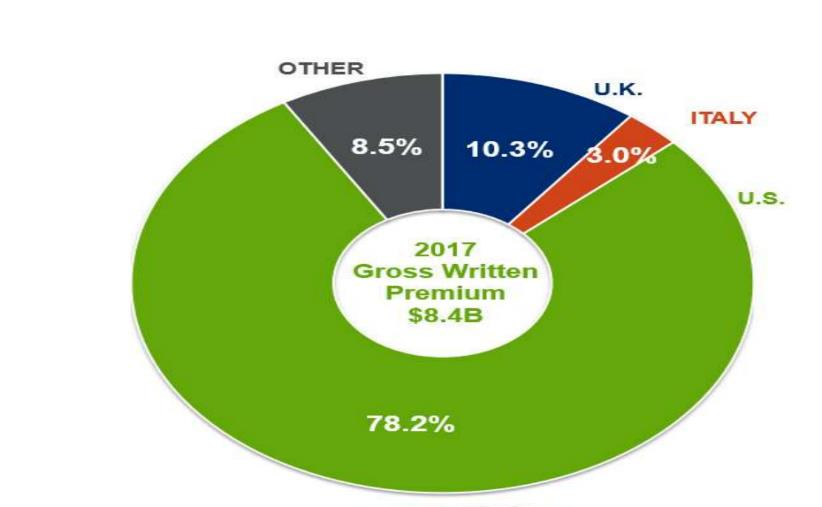 OTHER
U.K.
ITALY
8.5%
10.3%
3.0%
U.S.
2017
Gross Written
Premium
$8.4B
78.2%